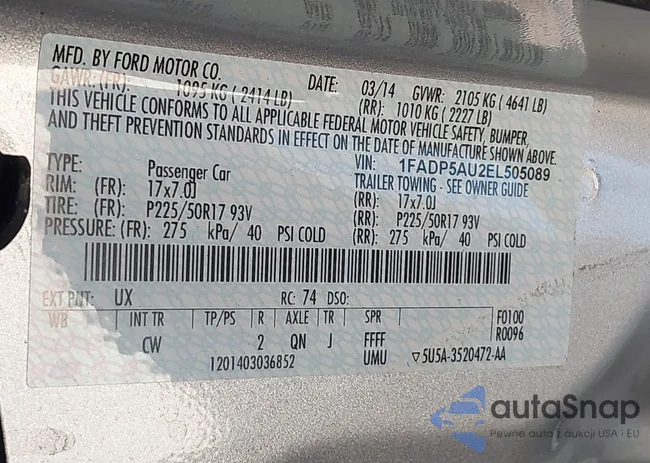 MFD. BY FORD MOTOR CO.
DATE: 03/14 GVWR: 2105 KG ( 4641 LB)
GAWR: (FR): 1095 KG ( 2414 LB) (RR): 1010 KG ( 2227 LB)
THIS VEHICLE CONFORMS TO ALL APPLICABLE FEDERAL MOTOR VEHICLE SAFETY, BUMPER,
AND THEFT PREVENTION STANDARDS IN EFFECT ON THE DATE OF MANUFACTURE SHOWN ABOVE.
VIN: 1FADP5AU2EL505089
TYPE: Passenger Car TRAILER TOWING - SEE OWNER GUIDE
RIM: (FR): 17x7.0J (RR): 17x7.0J
TIRE: (FR): P225/50R17 93V (RR): P225/50R17 93V
PRESSURE: (FR): 275 kPa/ 40 PSI COLD (RR): 275 kPa/ 40 PSI COLD
EXT PNT: UX RC: 74 DSO:
WB INT TR TP/PS R AXLE TR SPR F0100
CW 2 QN J FFFF R0096
1201403036852 UMU ▽5U5A-3520472-AA
autaSnap
Pewne auto z aukcji USA i EU